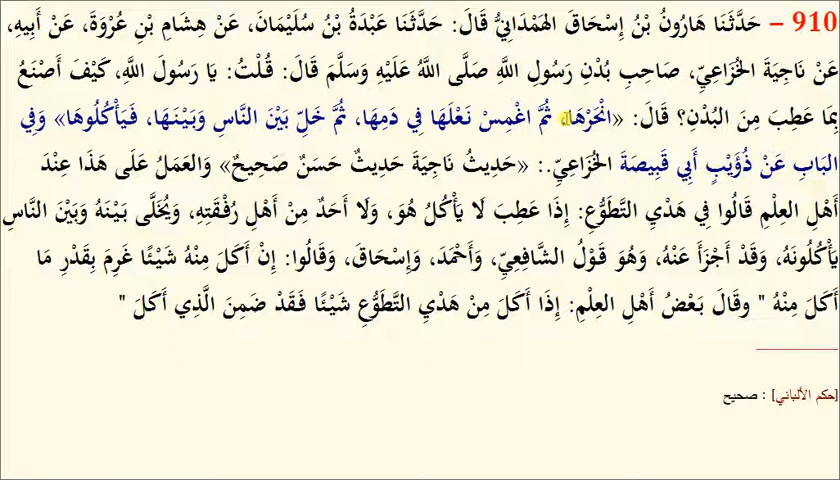 910 - حَدَّثَنَا هَارُونُ بْنُ إِسْحَاقَ الهَمْدَانِيُّ قَالَ: حَدَّثَنَا عَبْدَةُ بْنُ سُلَيْمَانَ، عَنْ هِشَامِ بْنِ عُرْوَةَ، عَنْ أَبِيهِ،
عَنْ نَاجِيَةَ الخُزَاعِيِّ، صَاحِبِ بُدْنِ رَسُولِ اللَّهِ صَلَّى اللَّهُ عَلَيْهِ وَسَلَّمَ قَالَ: قُلْتُ: يَا رَسُولَ اللَّهِ، كَيْفَ أَصْنَعُ
بِمَا عَطِبَ مِنَ البُدْنِ؟ قَالَ: «انْحَرْهَا، ثُمَّ اغْمِسْ نَعْلَهَا فِي دَمِهَا، ثُمَّ خَلِّ بَيْنَ النَّاسِ وَبَيْنَهَا، فَيَأْكُلُوهَا» وَفِي
البَابِ عَنْ ذُؤَيْبٍ أَبِي قَبِيصَةَ الخُزَاعِيِّ.: «حَدِيثُ نَاجِيَةَ حَدِيثٌ حَسَنٌ صَحِيحٌ» وَالعَمَلُ عَلَى هَذَا عِنْدَ
أَهْلِ العِلْمِ قَالُوا فِي هَدْيِ التَّطَوُّعِ: إِذَا عَطِبَ لَا يَأْكُلُ هُوَ، وَلَا أَحَدٌ مِنْ أَهْلِ رُفْقَتِهِ، وَيُخَلَّى بَيْنَهُ وَبَيْنَ النَّاسِ
يَأْكُلُونَهُ، وَقَدْ أَجْزَأَ عَنْهُ، وَهُوَ قَوْلُ الشَّافِعِيِّ، وَأَحْمَدَ، وَإِسْحَاقَ، وَقَالُوا: إِنْ أَكَلَ مِنْهُ شَيْئًا غَرِمَ بِقَدْرِ مَا
أَكَلَ مِنْهُ " وقَالَ بَعْضُ أَهْلِ العِلْمِ: إِذَا أَكَلَ مِنْ هَدْيِ التَّطَوُّعِ شَيْئًا فَقَدْ ضَمِنَ الَّذِي أَكَلَ "
[حكم الألباني] : صحيح